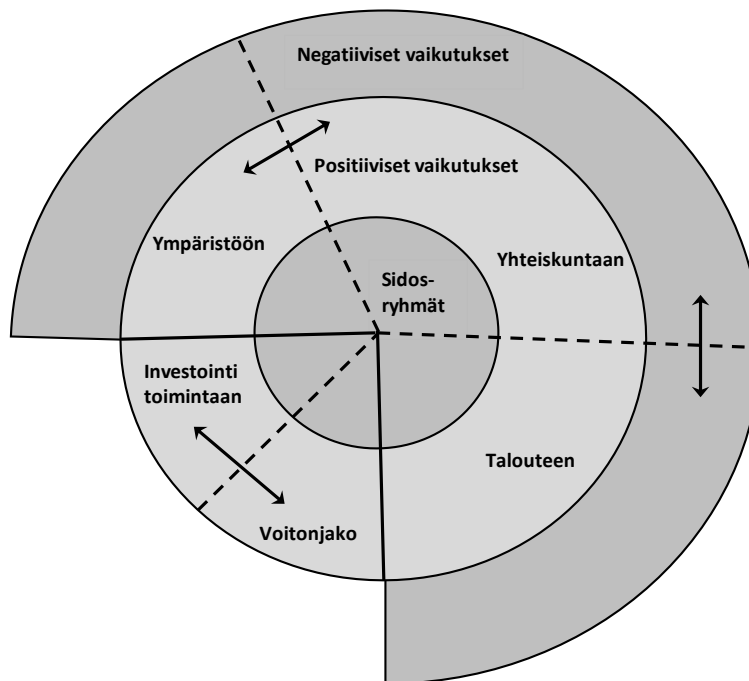 Negatiiviset vaikutukset
Positiiviset vaikutukset
Ympäristöön
Yhteiskuntaan
Sidos-
ryhmät
Investointi
toimintaan
Talouteen
Voitonjako